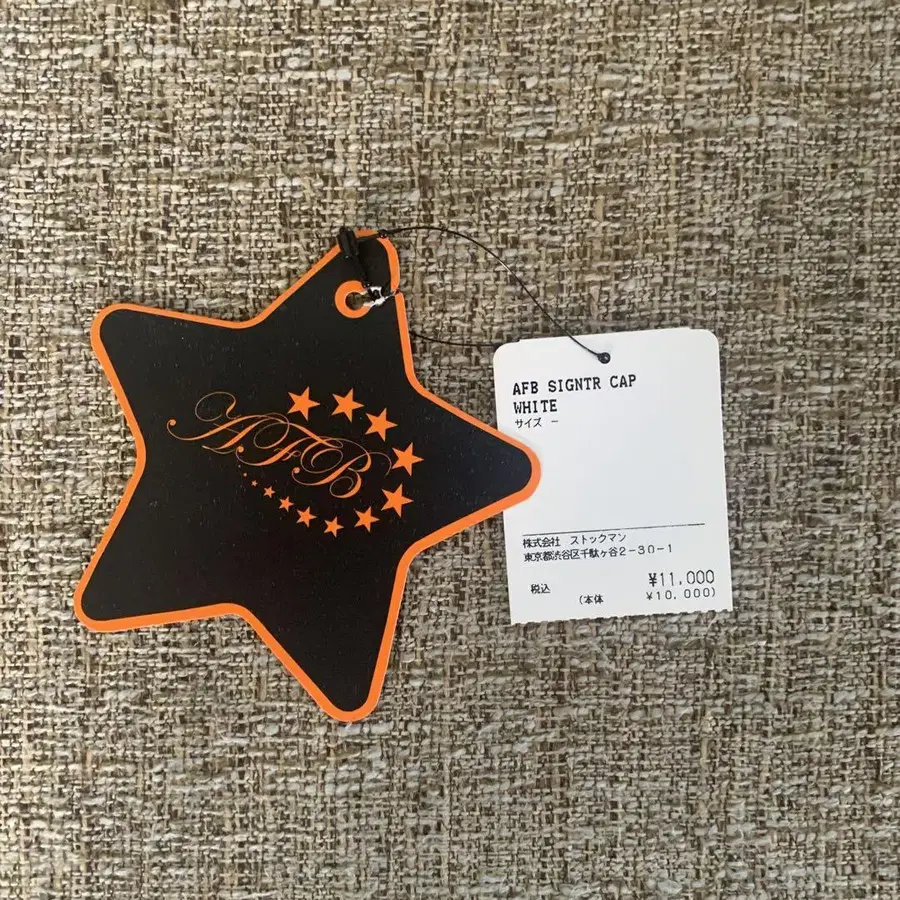 AFB
AFB SIGNTR CAP
WHITE
サイズ －
株式会社 ストックマン
東京都渋谷区千駄ヶ谷2-30-1
税込 ¥11,000
(本体 ¥10,000)